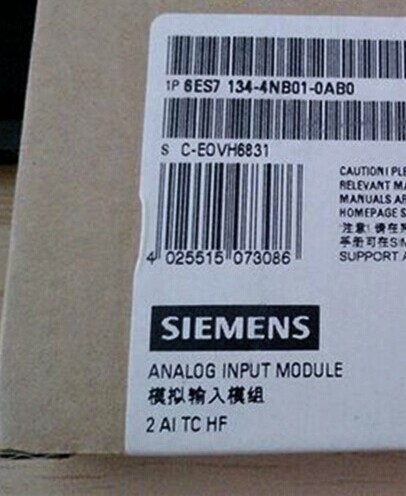 1P 6ES7 134-4NB01-0AB0
S C-EOVH6831
CAUTION! PLE
RELEVANT MA
MANUALS AR
HOMEPAGE S
注意! 请在
手册可在SIM
SUPPORT A
4 025515 073086
SIEMENS
ANALOG INPUT MODULE
模拟输入模组
2 AI TC HF